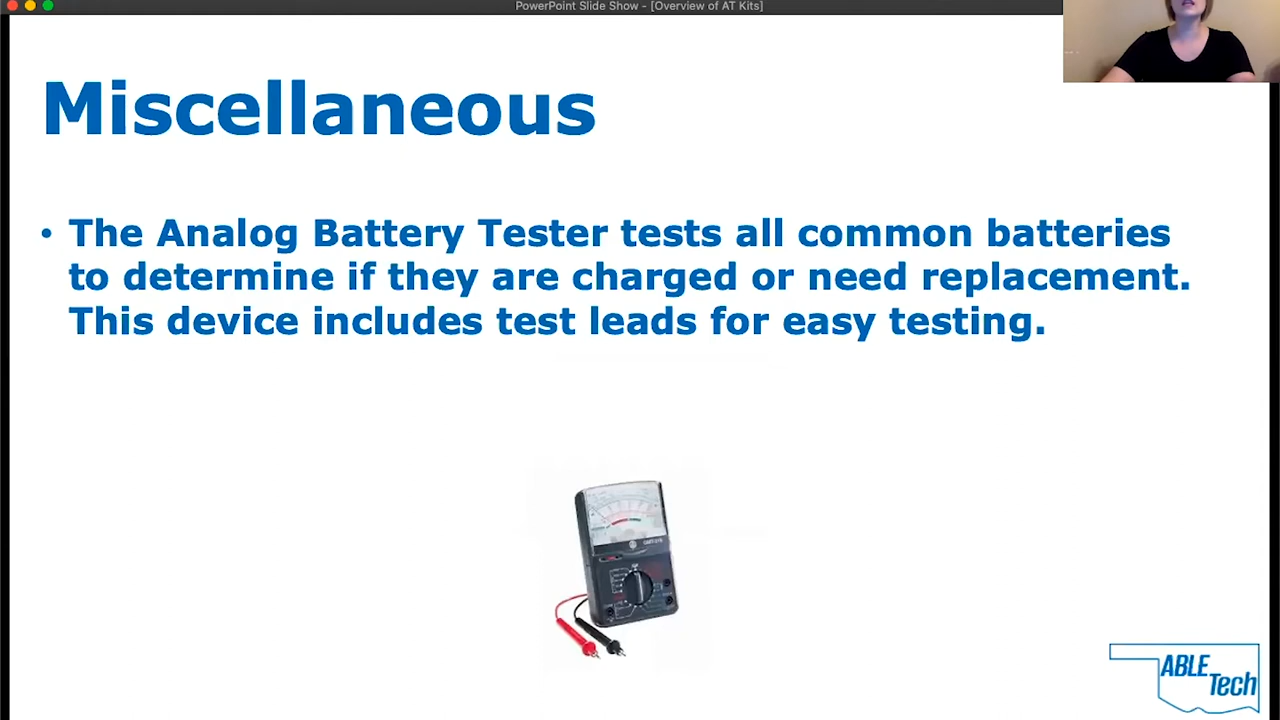 PowerPoint Slide Show - [Overview of AT Kits]
Miscellaneous
• The Analog Battery Tester tests all common batteries
to determine if they are charged or need replacement.
This device includes test leads for easy testing.
ABLE
Tech